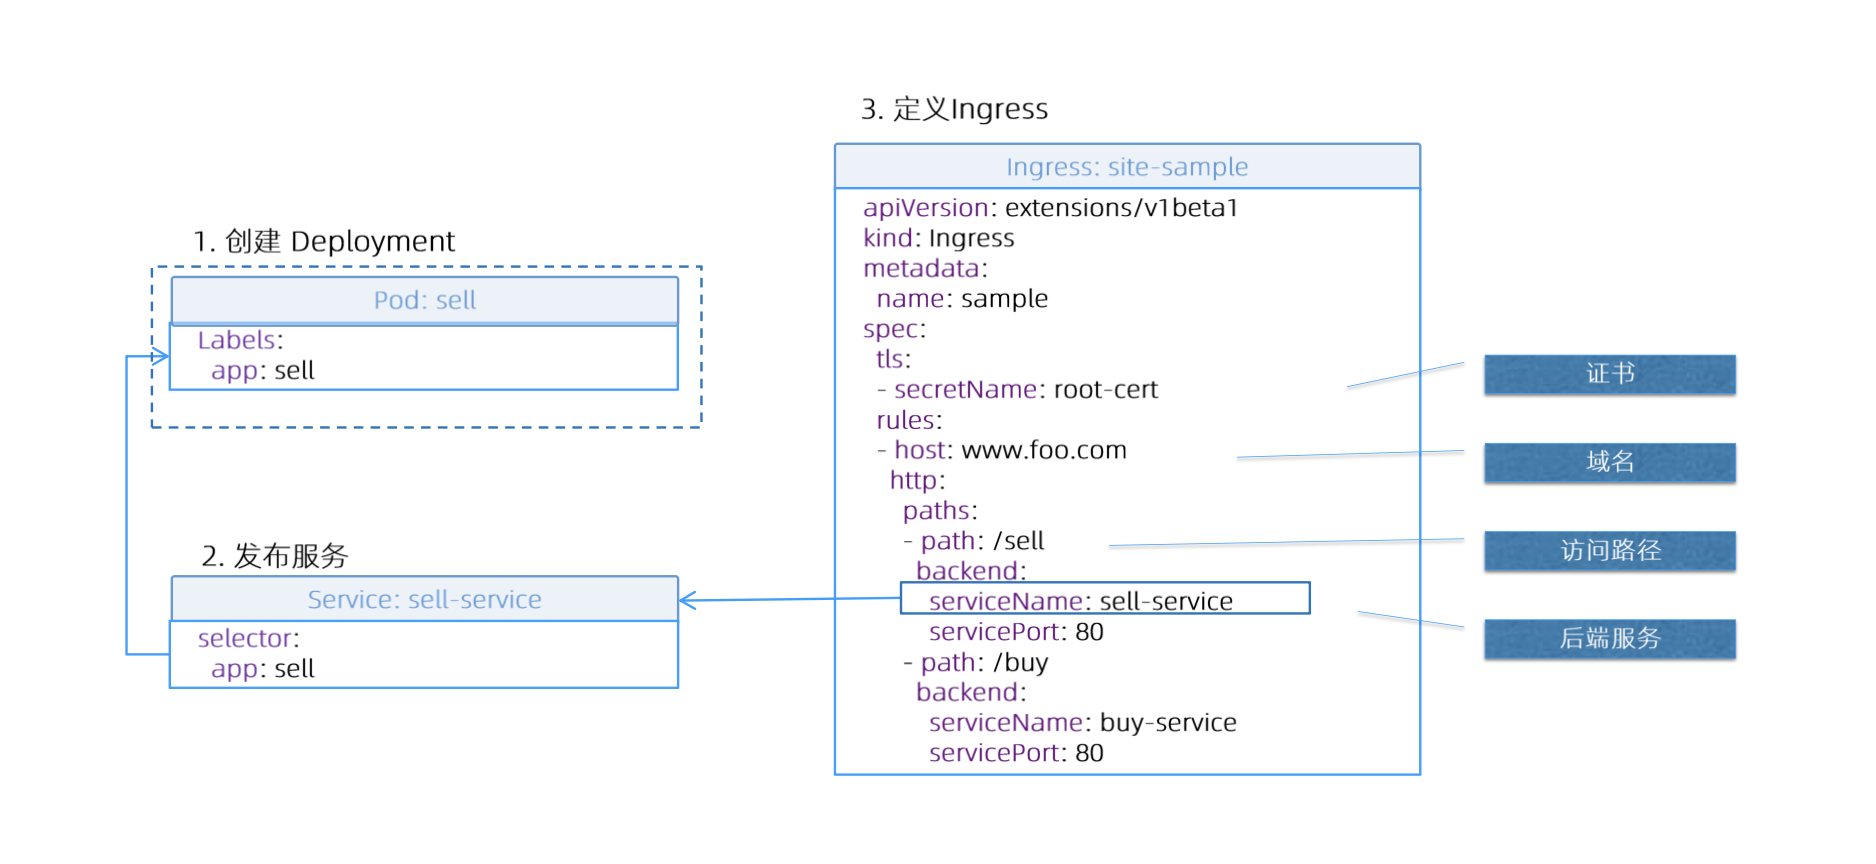 1. 创建 Deployment
Pod: sell
Labels:
app: sell
2. 发布服务
Service: sell-service
selector:
app: sell
3. 定义Ingress
Ingress: site-sample
apiVersion: extensions/v1beta1
kind: Ingress
metadata:
name: sample
spec:
tls:
- secretName: root-cert
rules:
- host: www.foo.com
http:
paths:
- path: /sell
backend:
serviceName: sell-service
servicePort: 80
- path: /buy
backend:
serviceName: buy-service
servicePort: 80
证书
域名
访问路径
后端服务